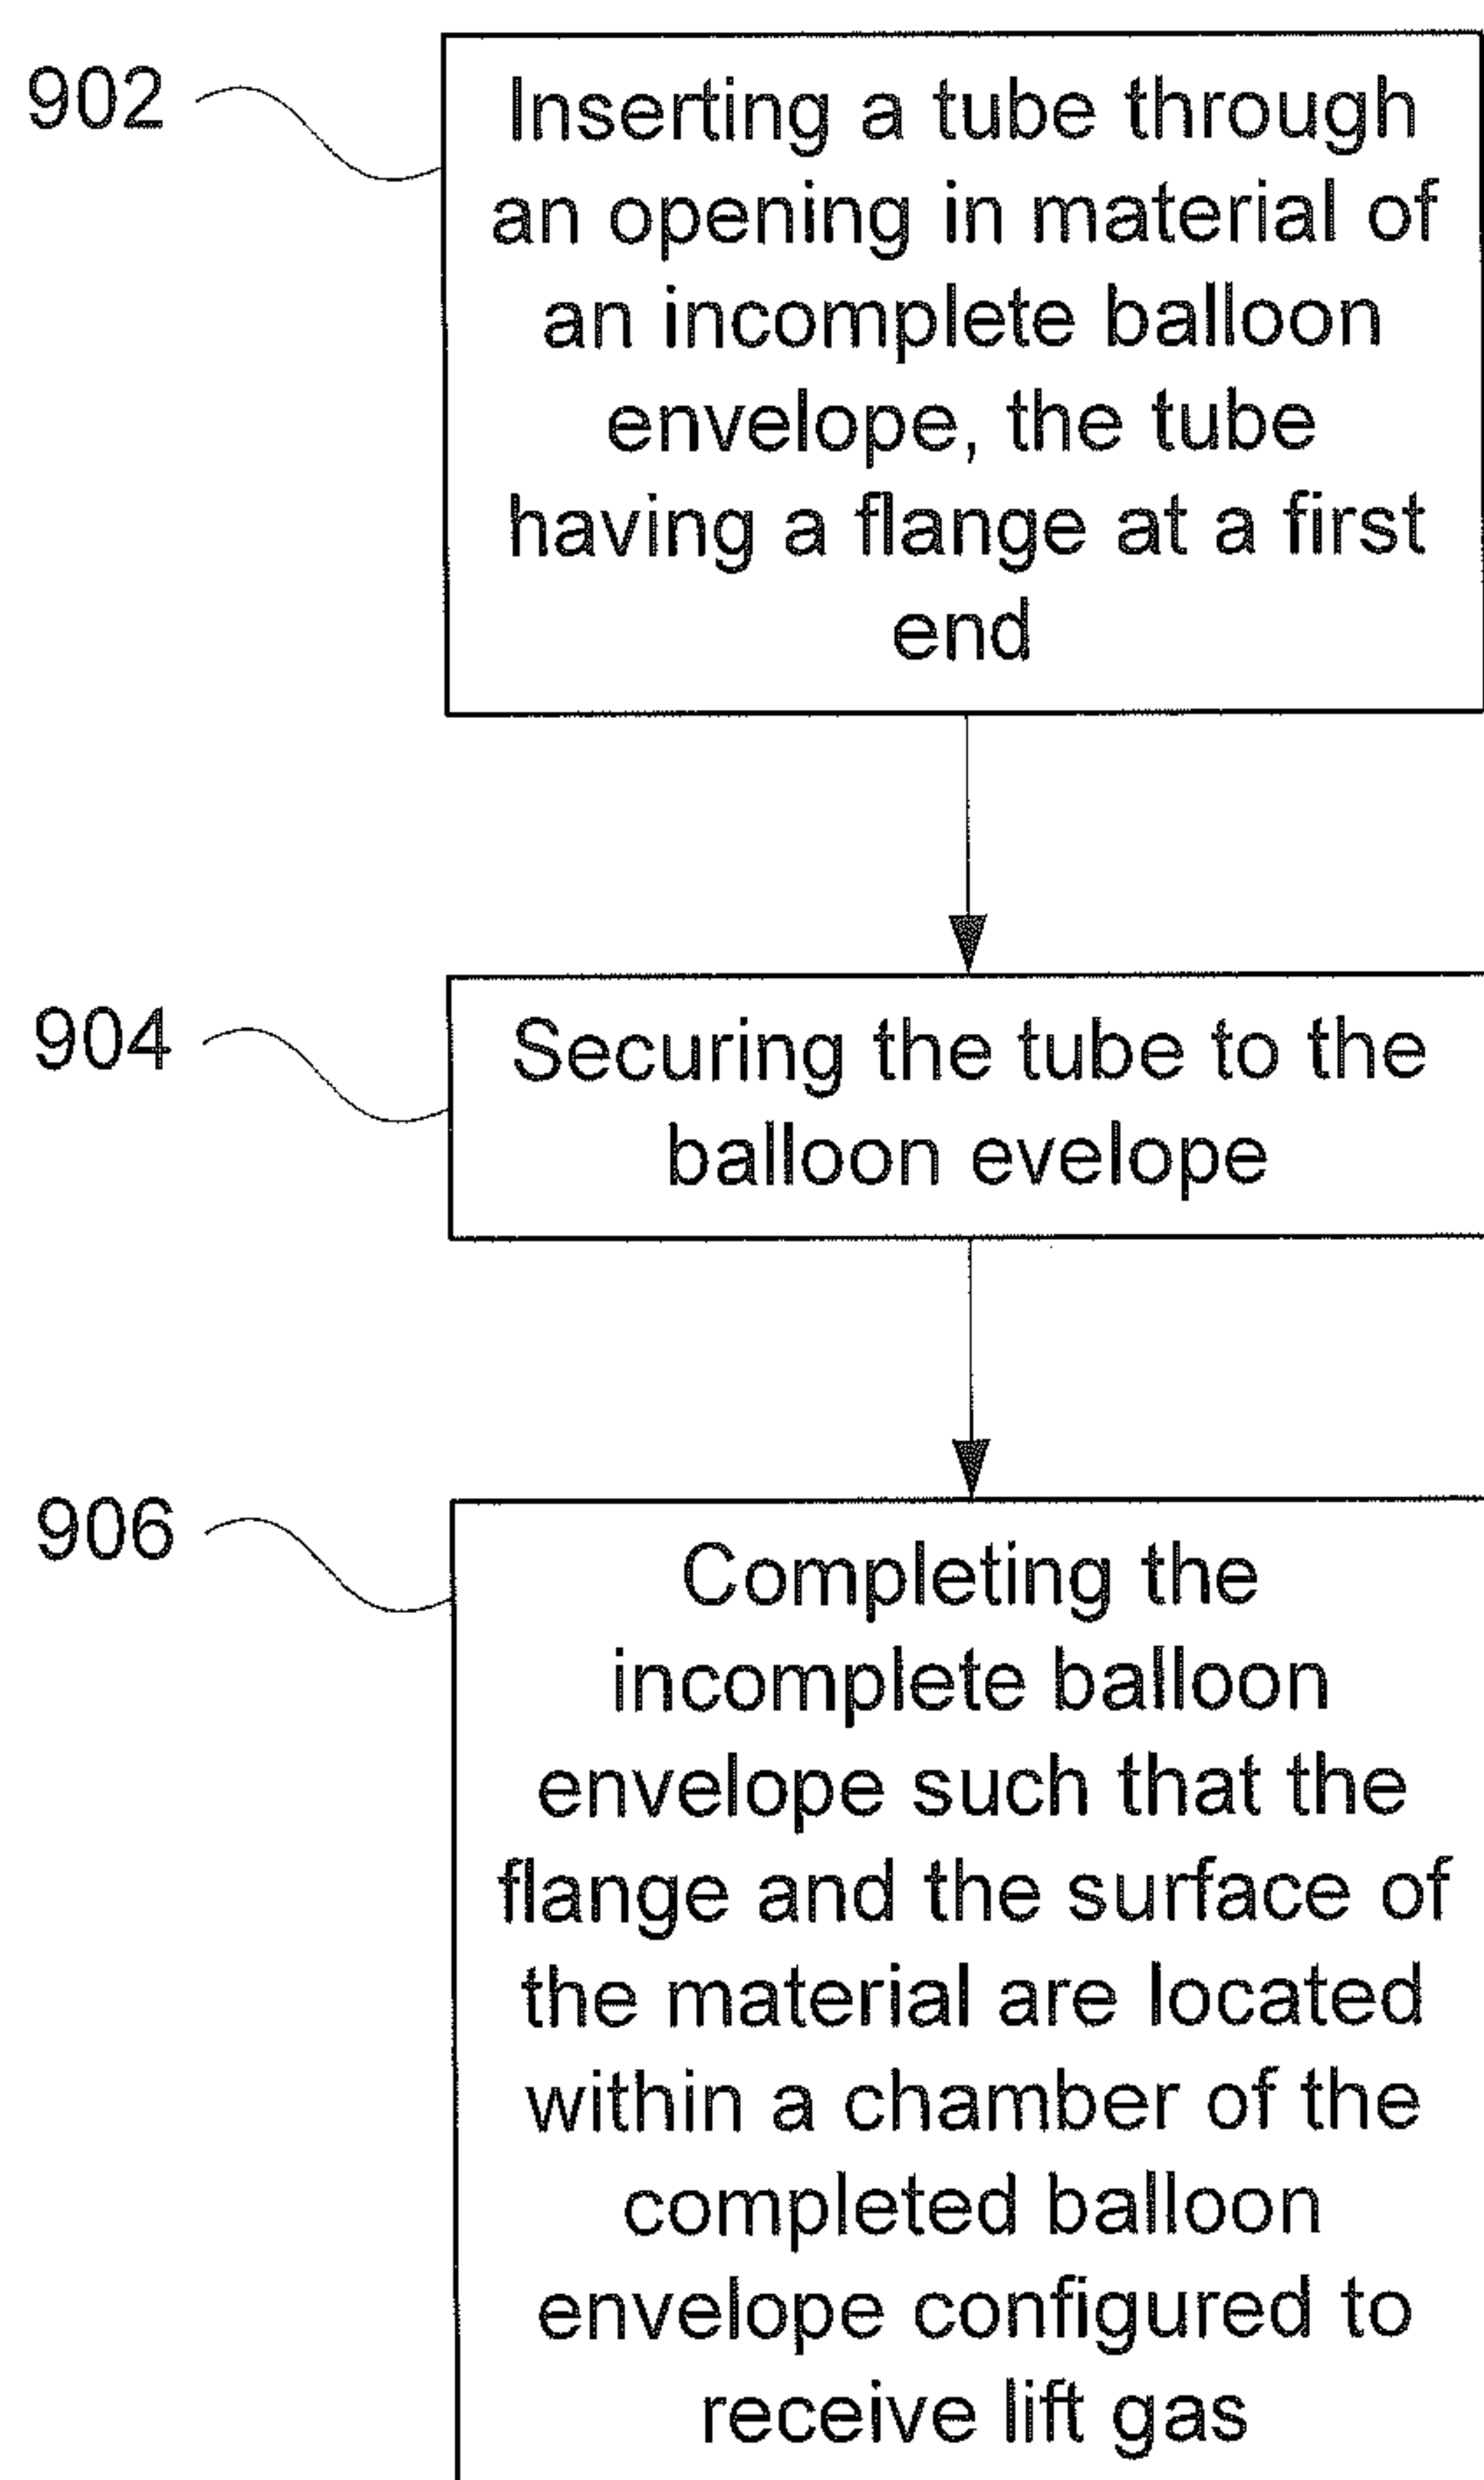 902
Inserting a tube through
an opening in material of
an incomplete balloon
envelope, the tube
having a flange at a first
end
904
Securing the tube to the
balloon evelope
906
Completing the
incomplete balloon
envelope such that the
flange and the surface of
the material are located
within a chamber of the
completed balloon
envelope configured to
receive lift gas